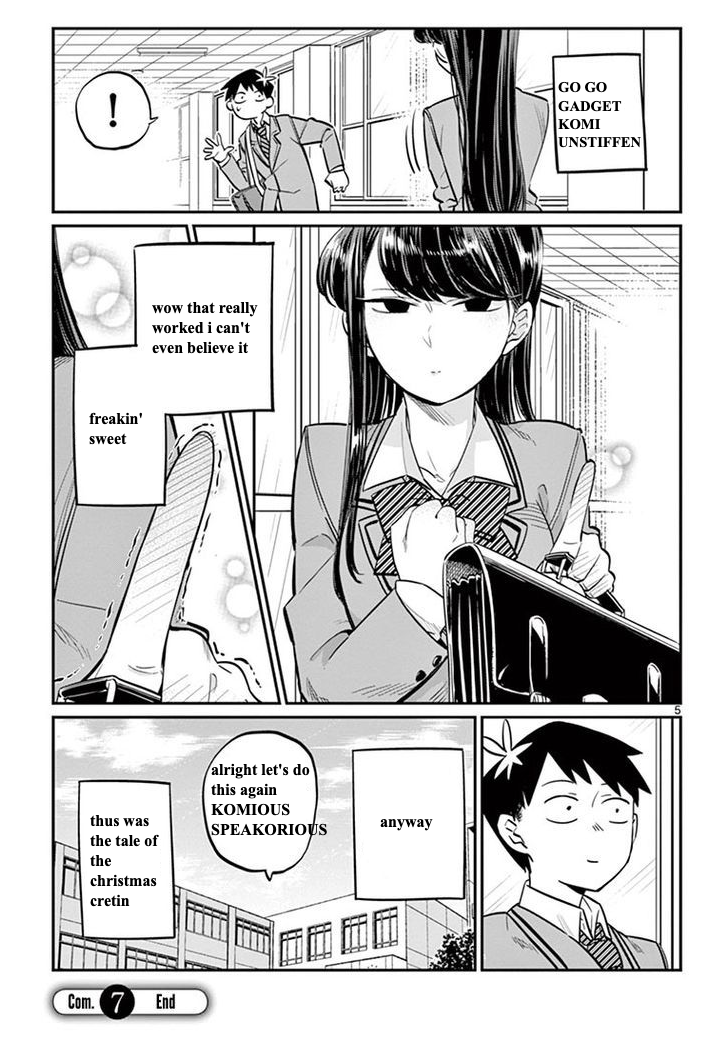 GO GO
GADGET
KOMI
UNSTIFFEN
!
wow that really
worked i can't
even believe it
freakin'
sweet
5
anyway
alright let's do
this again
KOMIOUS
SPEAKORIOUS
thus was
the tale of
the
christmas
cretin
Com. 7 End